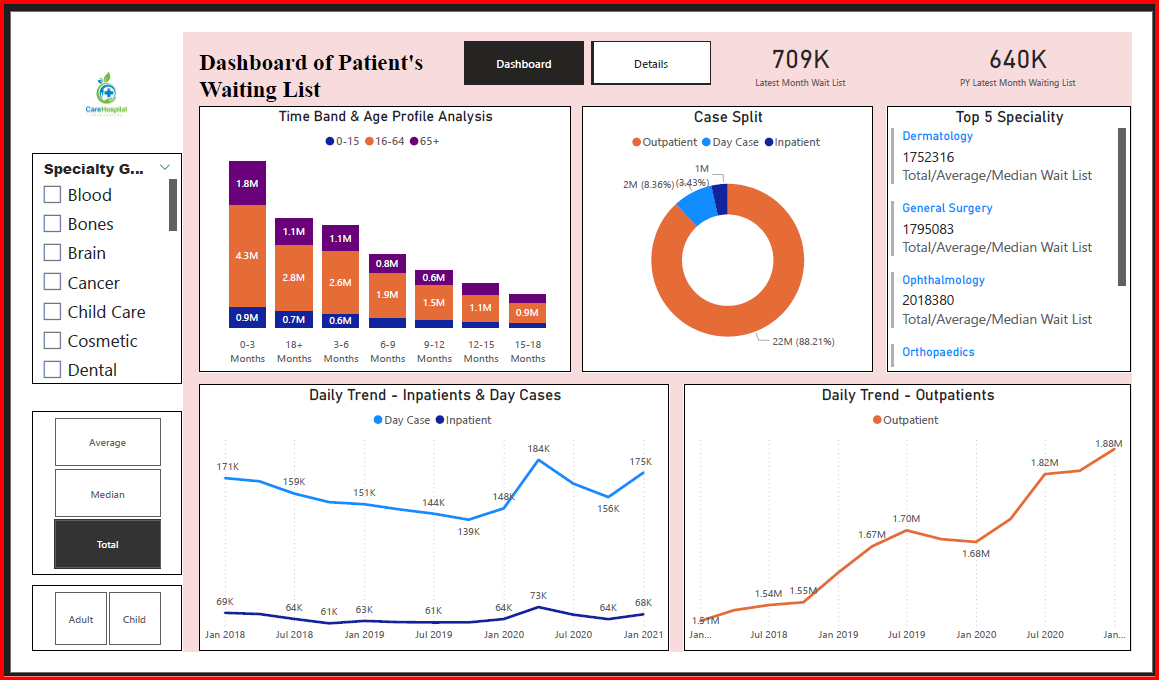 Dashboard of Patient's
Waiting List
Dashboard
Details
709K
Latest Month Wait List
640K
PY Latest Month Waiting List
CareHospital
Specialty G...
Blood
Bones
Brain
Cancer
Child Care
Cosmetic
Dental
Average
Median
Total
Adult
Child
Time Band & Age Profile Analysis
0-15 16-64 65+
1.8M
4.3M
0.9M
1.1M
2.8M
0.7M
1.1M
2.6M
0.6M
0.8M
1.9M
0.6M
1.5M
1.1M
0.9M
0-3 18+ 3-6 6-9 9-12 12-15 15-18
Months Months Months Months Months Months Months
Case Split
Outpatient Day Case Inpatient
1M
2M (8.36%) (3.43%)
22M (88.21%)
Top 5 Speciality
Dermatology
1752316
Total/Average/Median Wait List
General Surgery
1795083
Total/Average/Median Wait List
Ophthalmology
2018380
Total/Average/Median Wait List
Orthopaedics
Daily Trend - Inpatients & Day Cases
Day Case Inpatient
171K 159K 151K 144K 139K 148K 184K 156K 175K
69K 64K 61K 63K 61K 64K 73K 64K 68K
Jan 2018 Jul 2018 Jan 2019 Jul 2019 Jan 2020 Jul 2020 Jan 2021
Daily Trend - Outpatients
Outpatient
1.51M 1.54M 1.55M 1.67M 1.70M 1.68M 1.82M 1.88M
Jan... Jul 2018 Jan 2019 Jul 2019 Jan 2020 Jul 2020 Jan...